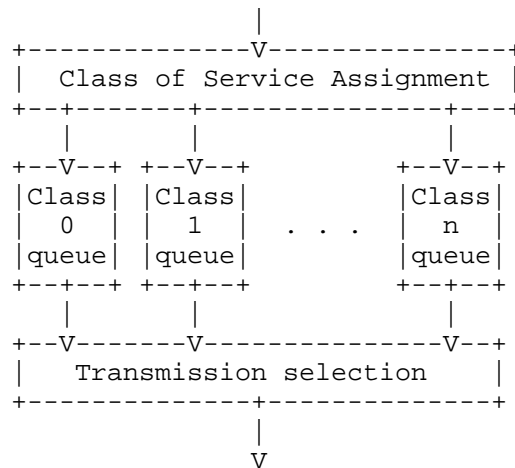 |
+--------------V---------------+
| Class of Service Assignment |
+--+-------+---------------+---+
| | |
+--V--+ +--V--+ +--V--+
|Class| |Class| |Class|
| 0 | | 1 | . . . | n |
|queue| |queue| |queue|
+--+--+ +--+--+ +--+--+
| | |
+--V-------V---------------V--+
| Transmission selection |
+--------------+--------------+
|
V